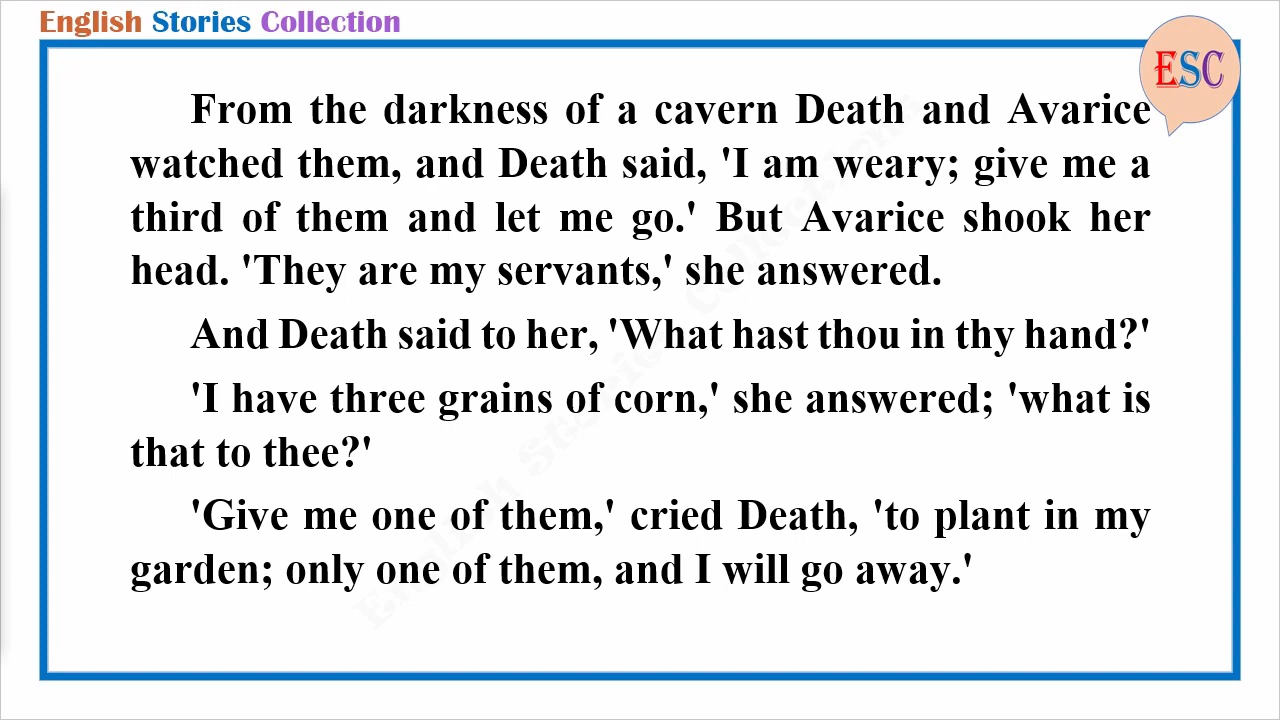 English Stories Collection
ESC
From the darkness of a cavern Death and Avarice
watched them, and Death said, 'I am weary; give me a
third of them and let me go.' But Avarice shook her
head. 'They are my servants,' she answered.
And Death said to her, 'What hast thou in thy hand?'
'I have three grains of corn,' she answered; 'what is
that to thee?'
'Give me one of them,' cried Death, 'to plant in my
garden; only one of them, and I will go away.'